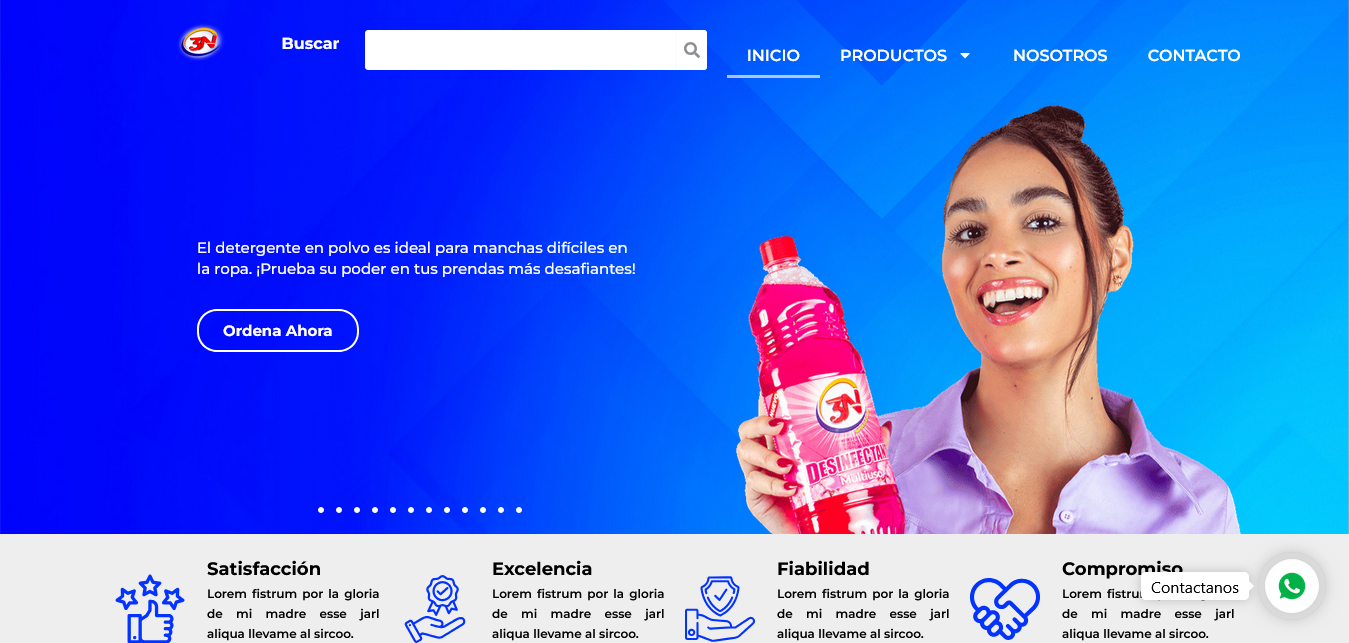 3N
Buscar
INICIO
PRODUCTOS
NOSOTROS
CONTACTO
El detergente en polvo es ideal para manchas difíciles en
la ropa. ¡Prueba su poder en tus prendas más desafiantes!
Ordena Ahora
3N
DESINFECTAN
Multiuso
Satisfacción
Lorem fistrum por la gloria
de mi madre esse jarl
aliqua llevame al sircoo.
Excelencia
Lorem fistrum por la gloria
de mi madre esse jarl
aliqua llevame al sircoo.
Fiabilidad
Lorem fistrum por la gloria
de mi madre esse jarl
aliqua llevame al sircoo.
Compromiso
Lorem
gloria
de mi madre esse jarl
aliqua llevame al sircoo.
Contactanos